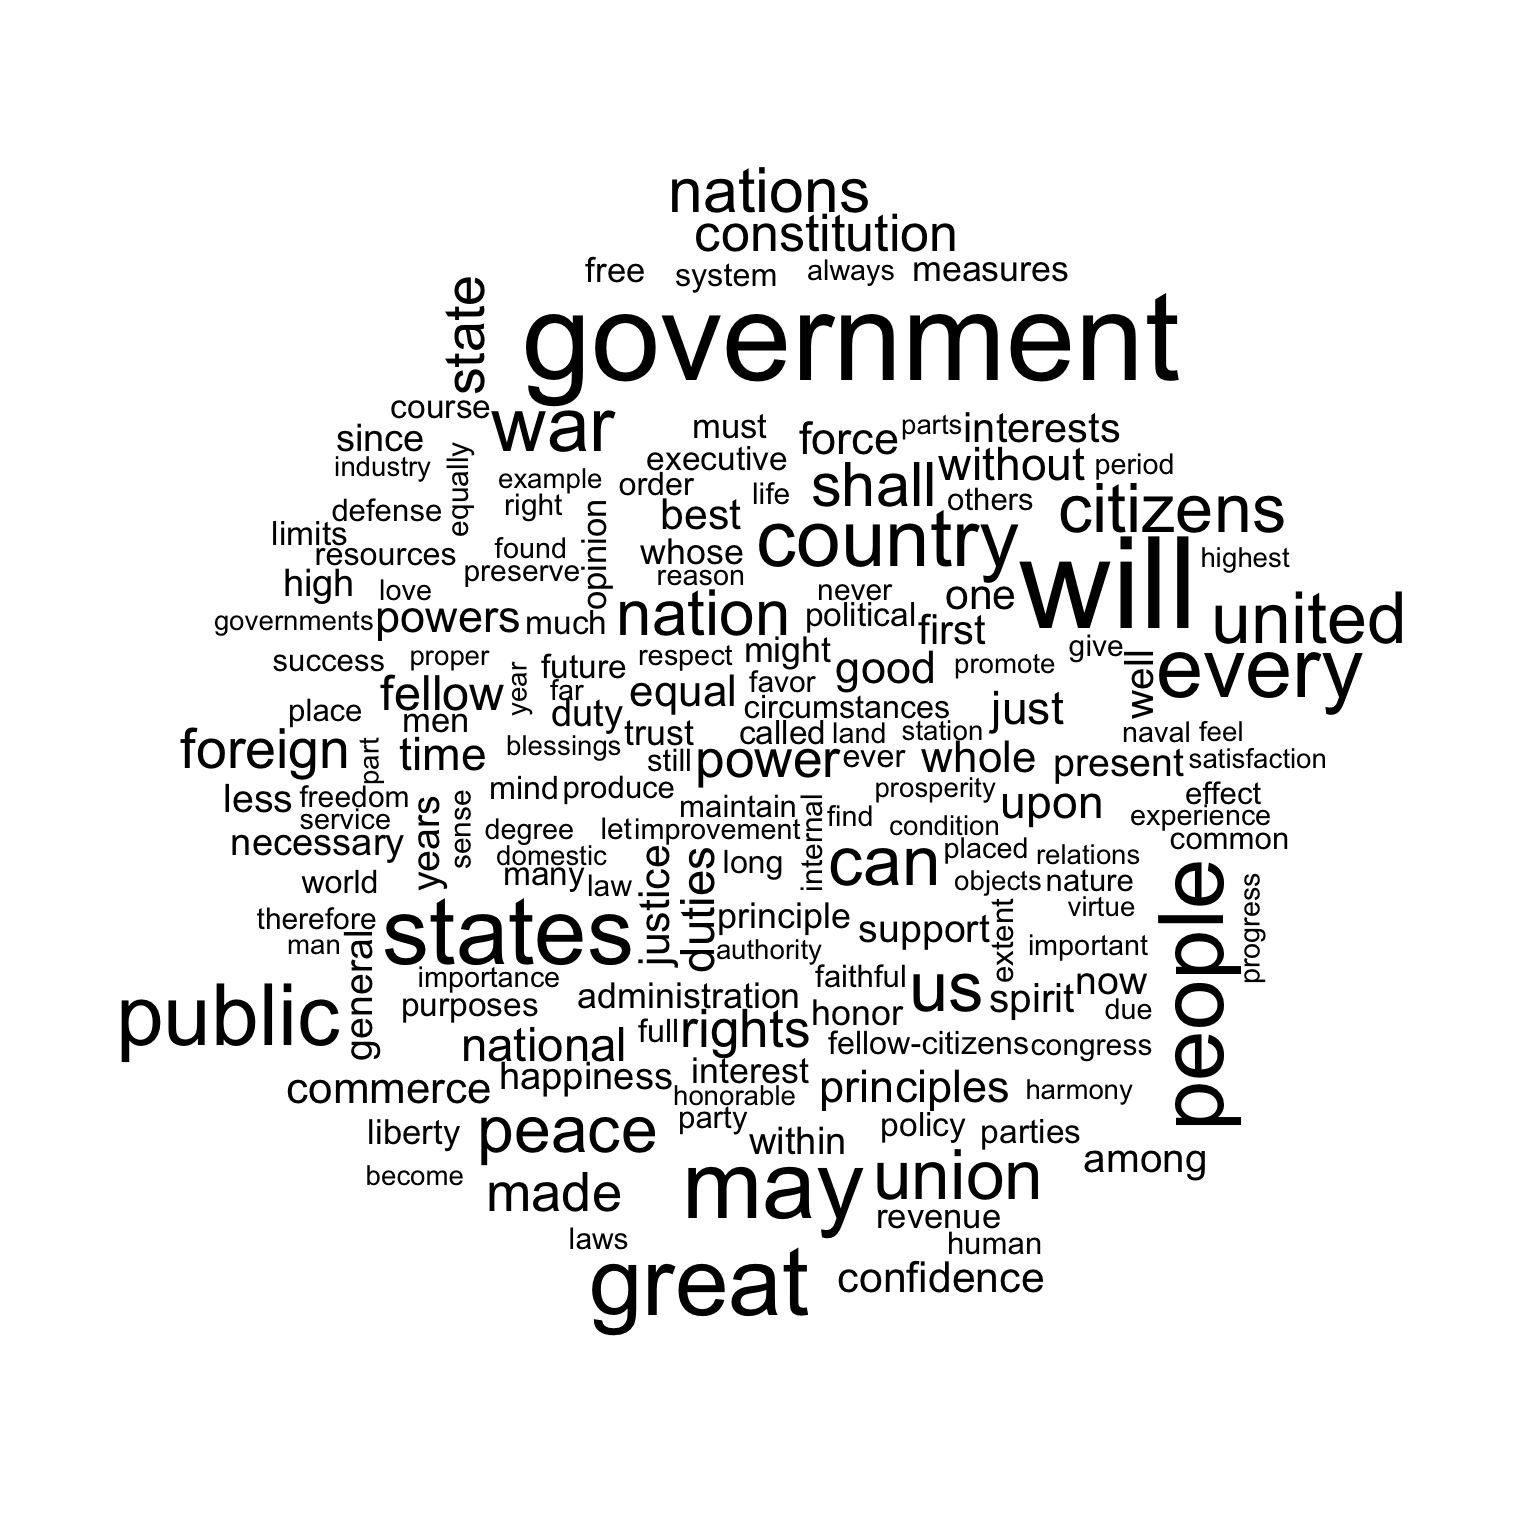 nations
constitution
free system always measures
state
government
course war
since must force parts interests
industry equally executive without period
example order life shall others citizens
defense right best
limits opinion country
resources found whose will highest
high love preserve reason never one united
governments powers much nation political first
success proper year future respect might good promote give well every
fellow far equal favor
place men duty circumstances just
foreign part time blessings trust called land station naval feel
still power ever whole present satisfaction
less freedom years sense mind produce maintain internal find prosperity upon effect
service degree let improvement condition experience
necessary domestic justice duties long can placed relations common
world many law objects nature people progress
therefore states principle support extent virtue
man general authority important
importance faithful us now
public purposes administration honor spirit due
national full rights fellow-citizens congress
commerce happiness interest principles harmony
honorable
liberty peace party within policy parties
become made may union among
laws revenue
human
great confidence